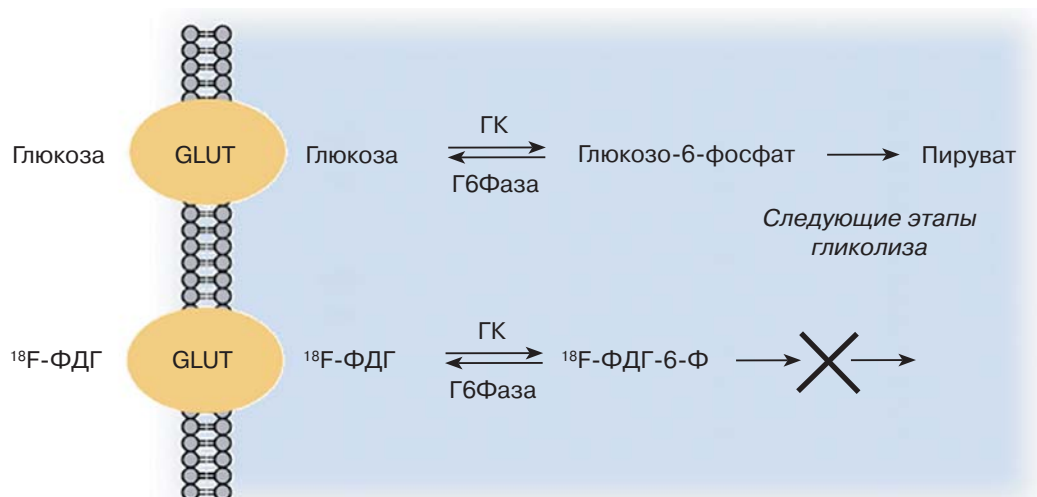 ГК
Глюкоза GLUT Глюкоза Глюкозо-6-фосфат Пируват
Г6Фаза
Следующие этапы
гликолиза
ГК
¹⁸F-ФДГ GLUT ¹⁸F-ФДГ ¹⁸F-ФДГ-6-Ф
Г6Фаза